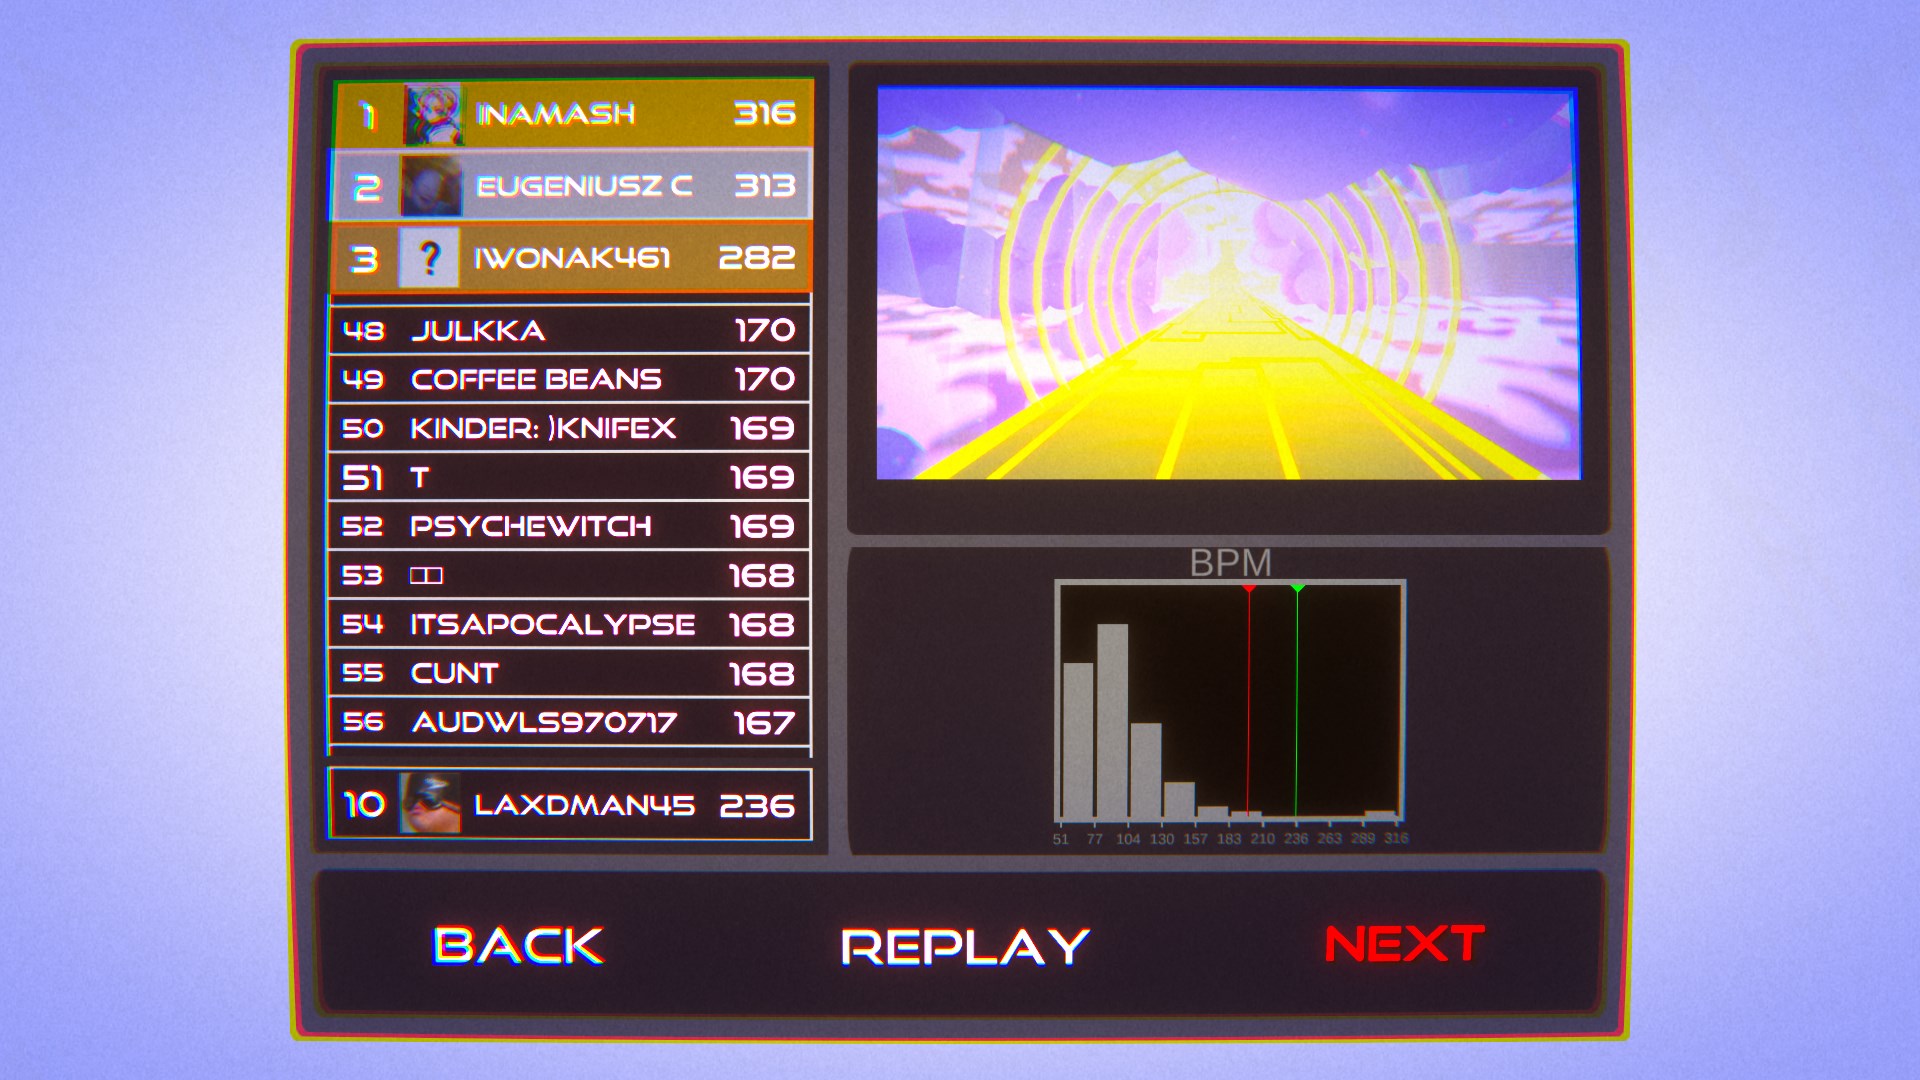 1 INAMASH 316
2 EUGENIUSZ C 313
3 ? IWONAK461 282
48 JULKKA 170
49 COFFEE BEANS 170
50 KINDER: )KNIFEX 169
51 T 169
52 PSYCHEWITCH 169
53 □□ 168
54 ITSAPOCALYPSE 168
55 CUNT 168
56 AUDWLS970717 167
10 LAXDMAN45 236
BPM
51 77 104 130 157 183 210 236 263 289 316
BACK REPLAY NEXT